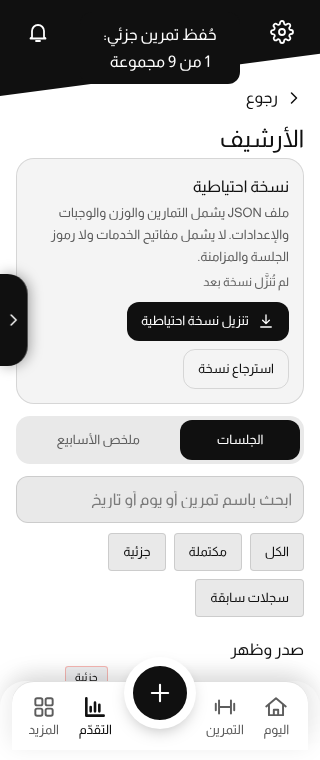 حُفظ تمرين جزئي:
1 من 9 مجموعة
رجوع
الأرشيف
نسخة احتياطية
ملف JSON يشمل التمارين والوزن والوجبات
والإعدادات. لا يشمل مفاتيح الخدمات ولا رموز
الجلسة والمزامنة.
لم تُنزَّل نسخة بعد
تنزيل نسخة احتياطية
استرجاع نسخة
الجلسات
ملخص الأسابيع
ابحث باسم تمرين أو يوم أو تاريخ
الكل
مكتملة
جزئية
سجلات سابقة
صدر وظهر
جزئية
اليوم
التمرين
التقدّم
المزيد